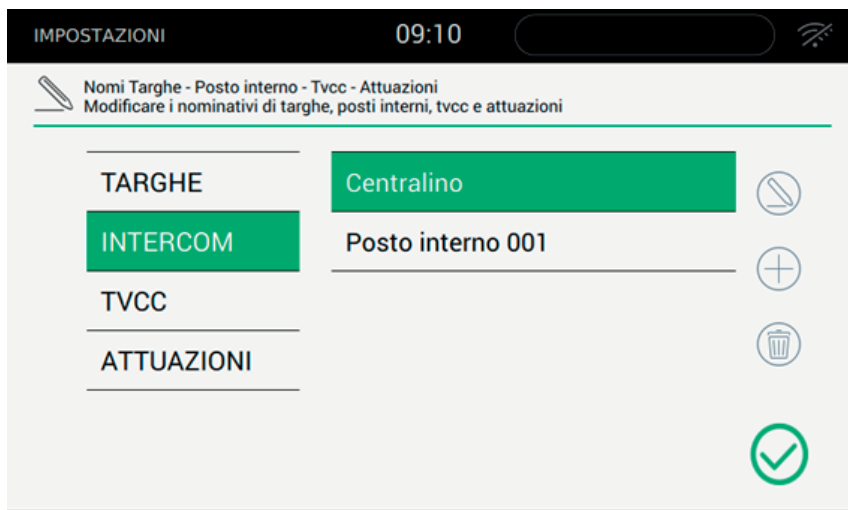 IMPOSTAZIONI 09:10
Nomi Targhe - Posto interno - Tvcc - Attuazioni
Modificare i nominativi di targhe, posti interni, tvcc e attuazioni
TARGHE
INTERCOM
TVCC
ATTUAZIONI
Centralino
Posto interno 001